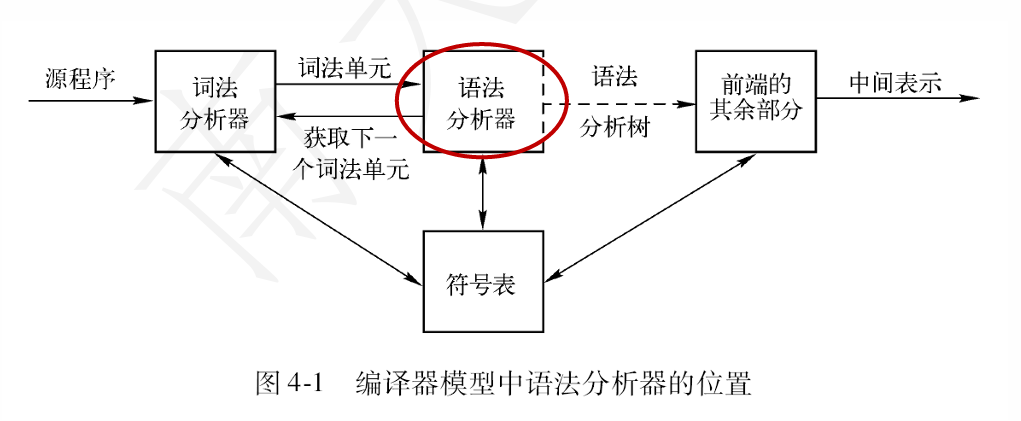 源程序
词法
分析器
词法单元
获取下一
个词法单元
语法
分析器
语法
分析树
前端的
其余部分
中间表示
符号表
图 4-1 编译器模型中语法分析器的位置